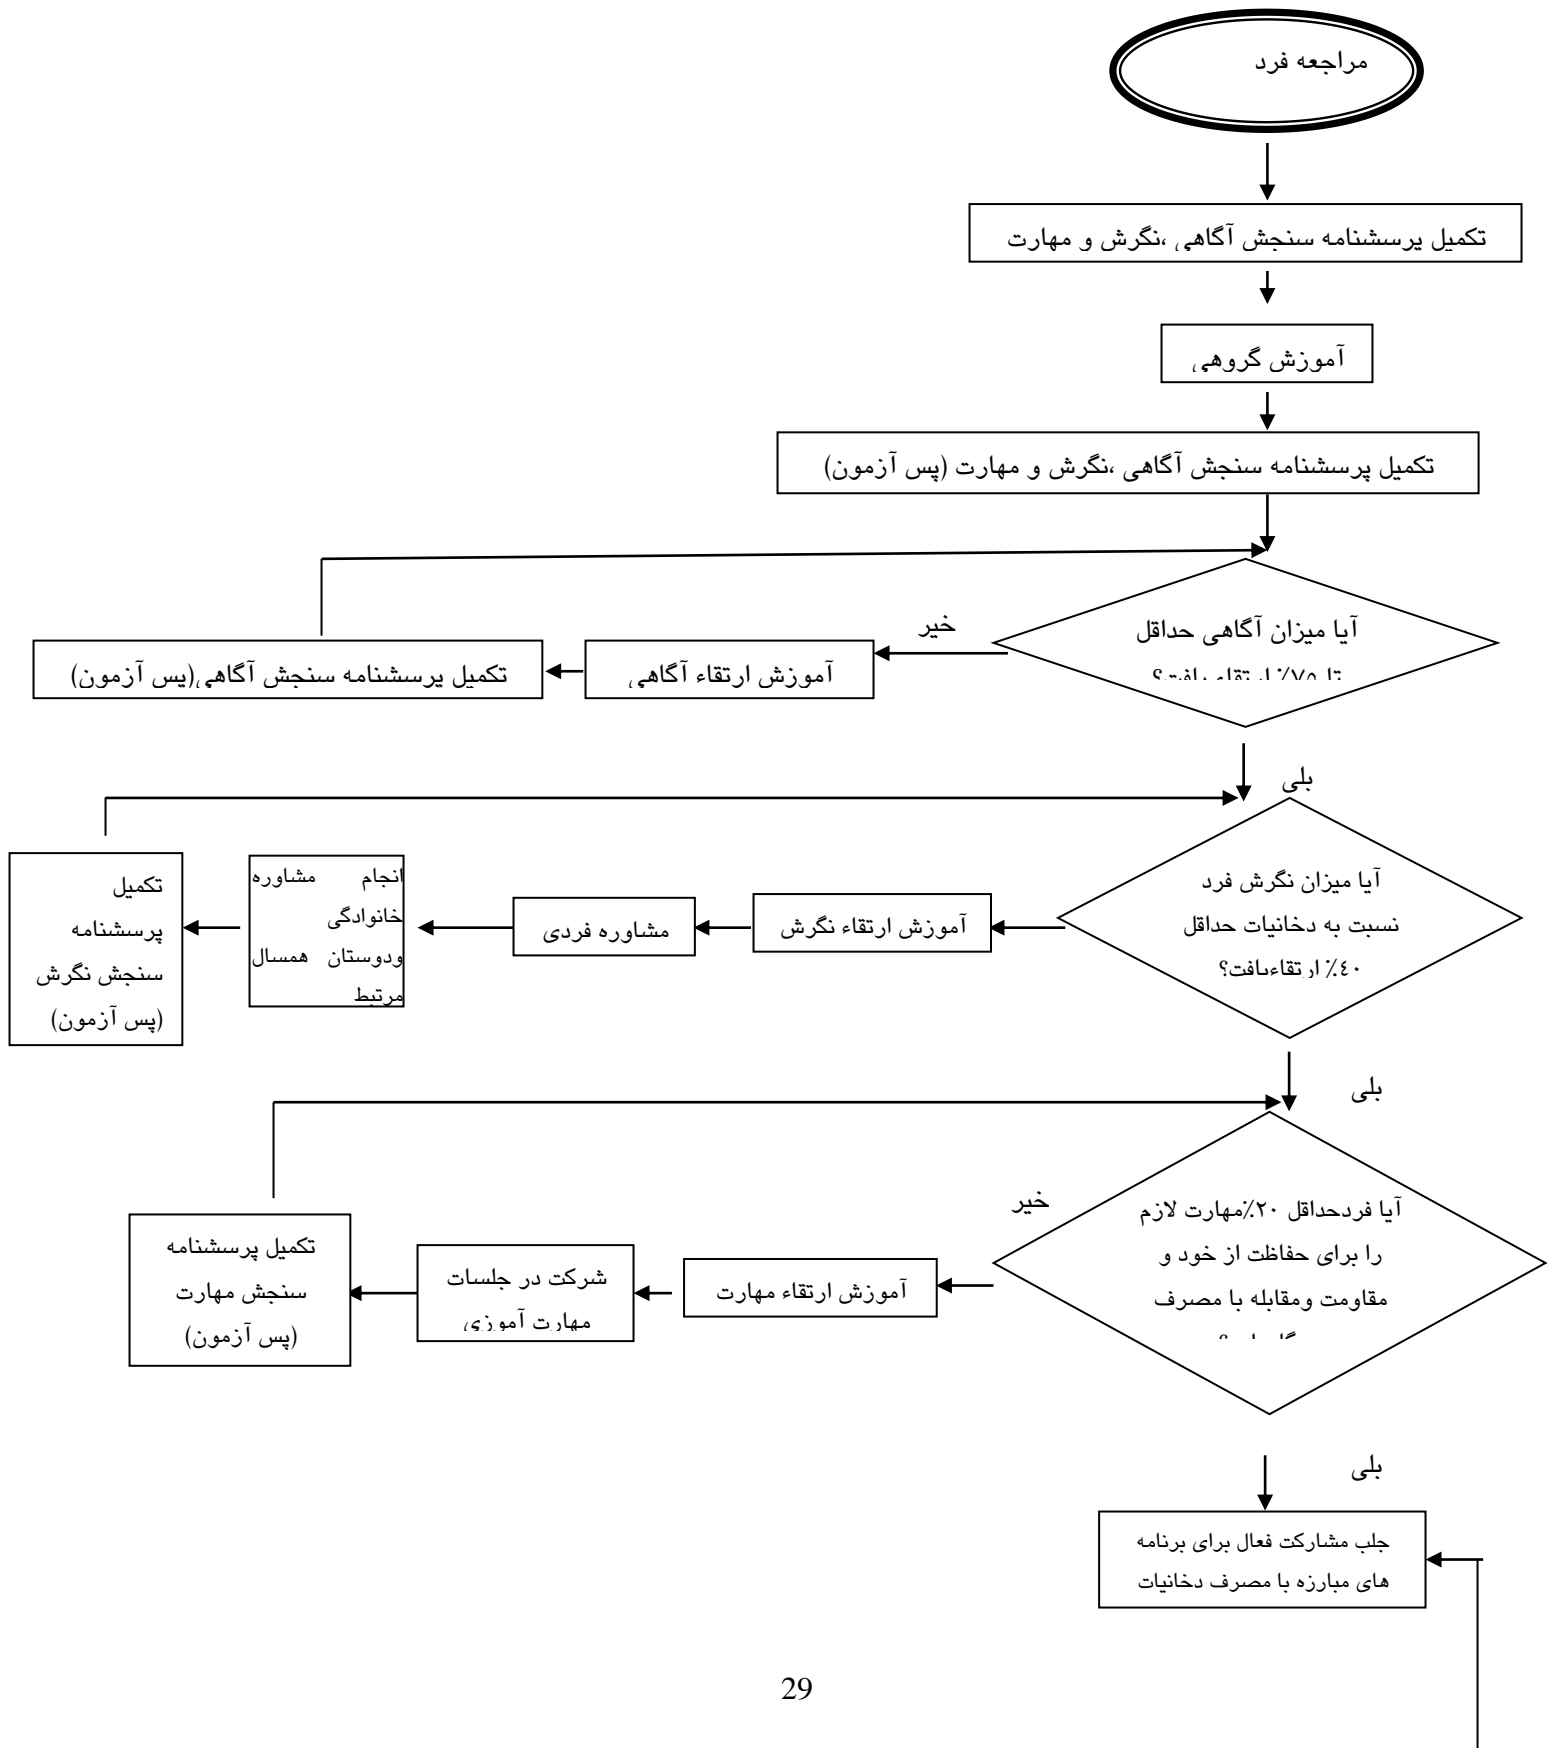 مراجعه فرد
تکمیل پرسشنامه سنجش آگاهی ،نگرش و مهارت
آموزش گروهی
تکمیل پرسشنامه سنجش آگاهی ،نگرش و مهارت (پس آزمون)
آیا میزان آگاهی حداقل
تا ۷۵٪ ارتقاء یافت؟
خیر
آموزش ارتقاء آگاهی
تکمیل پرسشنامه سنجش آگاهی(پس آزمون)
بلی
آیا میزان نگرش فرد
نسبت به دخانیات حداقل
۴۰٪ ارتقاءیافت؟
آموزش ارتقاء نگرش
مشاوره فردی
انجام مشاوره
خانوادگی
ودوستان همسال
مرتبط
تکمیل
پرسشنامه
سنجش نگرش
(پس آزمون)
بلی
آیا فردحداقل ۲۰٪مهارت لازم
را برای حفاظت از خود و
مقاومت ومقابله با مصرف
خیر
آموزش ارتقاء مهارت
شرکت در جلسات
مهارت آموزی
تکمیل پرسشنامه
سنجش مهارت
(پس آزمون)
بلی
جلب مشارکت فعال برای برنامه
های مبارزه با مصرف دخانیات
29